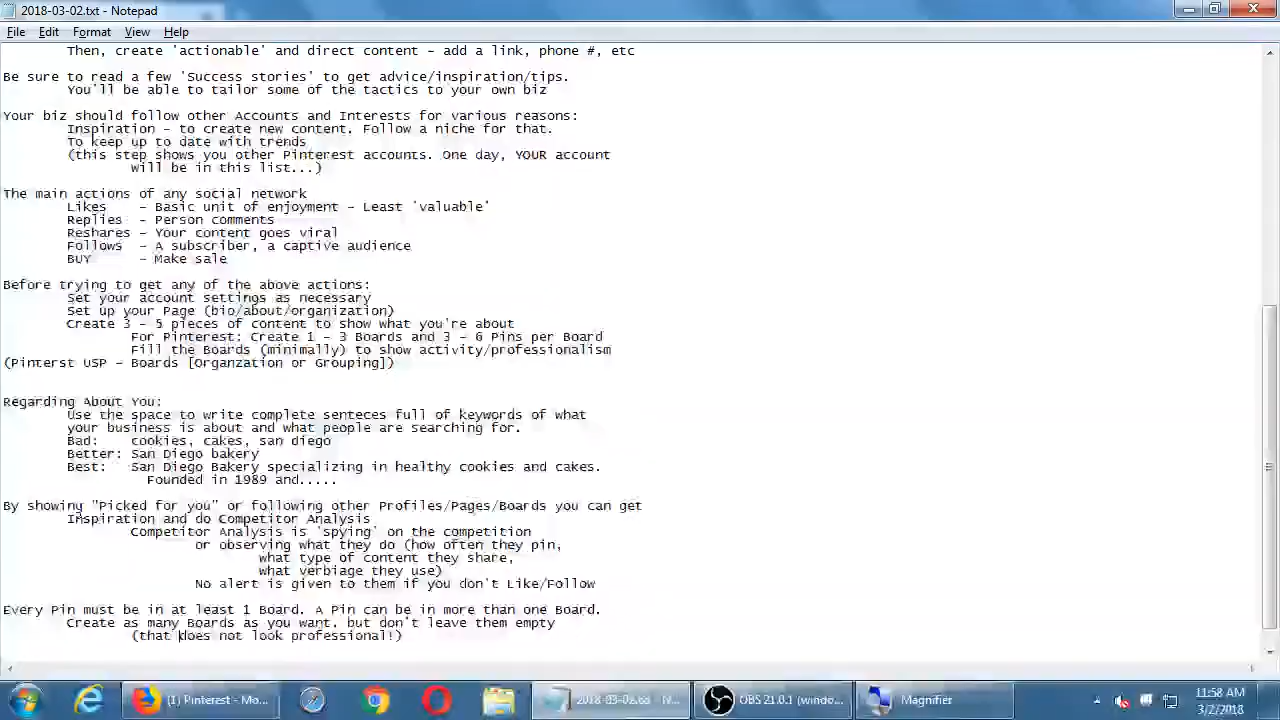 2018-03-02.txt - Notepad
File Edit Format View Help
Then, create 'actionable' and direct content - add a link, phone #, etc
Be sure to read a few 'Success stories' to get advice/inspiration/tips.
You'll be able to tailor some of the tactics to your own biz
Your biz should follow other Accounts and Interests for various reasons:
Inspiration - to create new content. Follow a niche for that.
To keep up to date with trends
(this step shows you other Pinterest accounts. One day, YOUR account
will be in this list...)
The main actions of any social network
Likes - Basic unit of enjoyment - Least 'valuable'
Replies - Person comments
Reshares - Your content goes viral
Follows - A subscriber, a captive audience
BUY - Make sale
Before trying to get any of the above actions:
Set your account settings as necessary
Set up your Page (bio/about/organization)
Create 3 - 5 pieces of content to show what you're about
For Pinterest: Create 1 - 3 Boards and 3 - 6 Pins per Board
Fill the Boards (minimally) to show activity/professionalism
(Pinterst USP - Boards [Organzation or Grouping])
Regarding About You:
Use the space to write complete senteces full of keywords of what
your business is about and what people are searching for.
Bad: cookies, cakes, san diego
Better: San Diego bakery
Best: San Diego Bakery specializing in healthy cookies and cakes.
Founded in 1989 and.....
By showing "Picked for you" or following other Profiles/Pages/Boards you can get
Inspiration and do Competitor Analysis
Competitor Analysis is 'spying' on the competition
or observing what they do (how often they pin,
what type of content they share,
what verbiage they use)
No alert is given to them if you don't Like/Follow
Every Pin must be in at least 1 Board. A Pin can be in more than one Board.
Create as many Boards as you want, but don't leave them empty
(that does not look professional!)
(1) Pinterest - Mo... 2018-03-02.txt - N... OBS 21.0.1 (windo... Magnifier 11:58 AM
3/2/2018